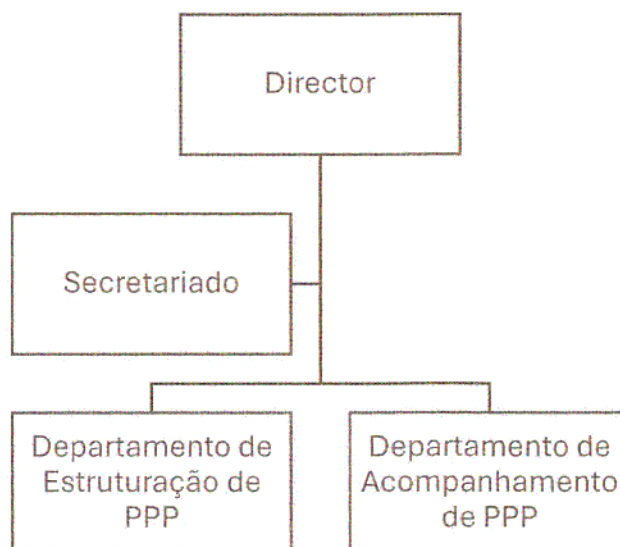 Director
Secretariado
Departamento de
Estruturação de
PPP
Departamento de
Acompanhamento
de PPP